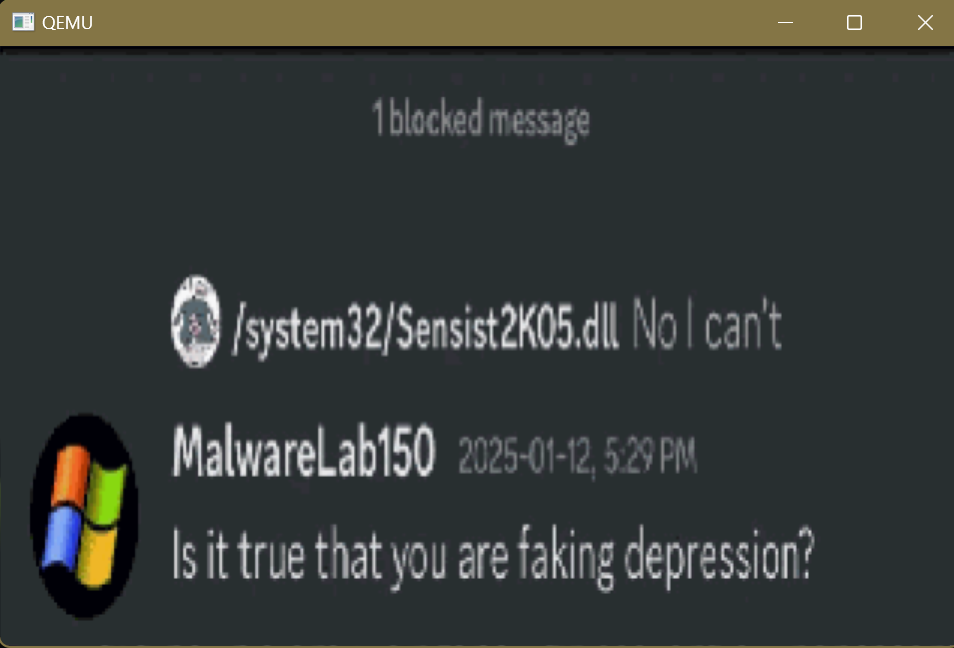 QEMU
1 blocked message
/system32/Sensist2K05.dll No I can't
MalwareLab150 2025-01-12, 5:29 PM
Is it true that you are faking depression?